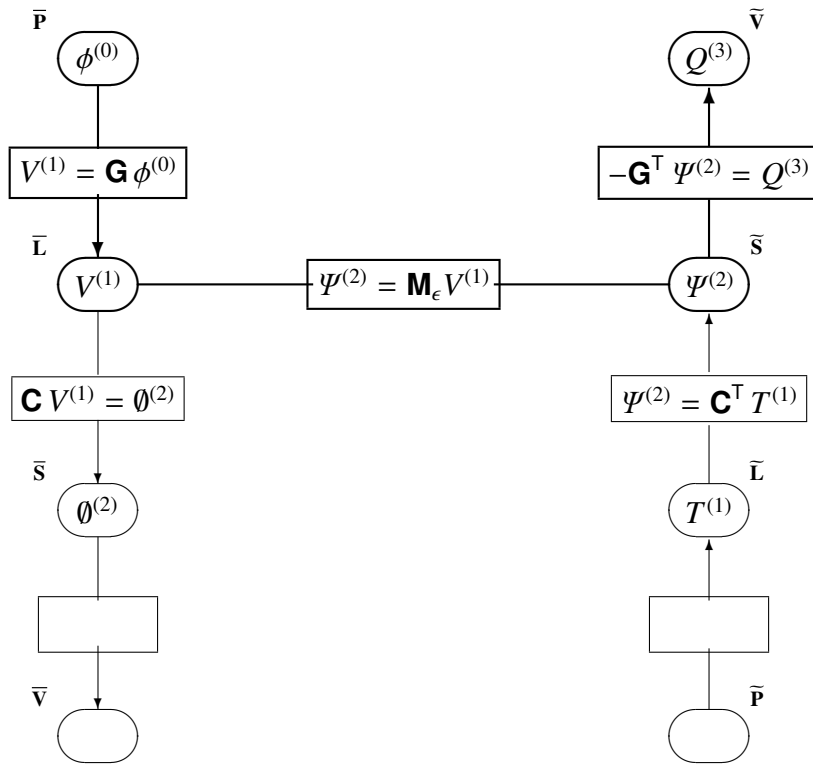 P̅ Ṽ
ϕ⁽⁰⁾ Q⁽³⁾
V⁽¹⁾ = G ϕ⁽⁰⁾ −Gᵀ Ψ⁽²⁾ = Q⁽³⁾
L̅ S̃
V⁽¹⁾ Ψ⁽²⁾ = M_ϵ V⁽¹⁾ Ψ⁽²⁾
C V⁽¹⁾ = ∅⁽²⁾ Ψ⁽²⁾ = Cᵀ T⁽¹⁾
S̅ L̃
∅⁽²⁾ T⁽¹⁾
V̅ P̃